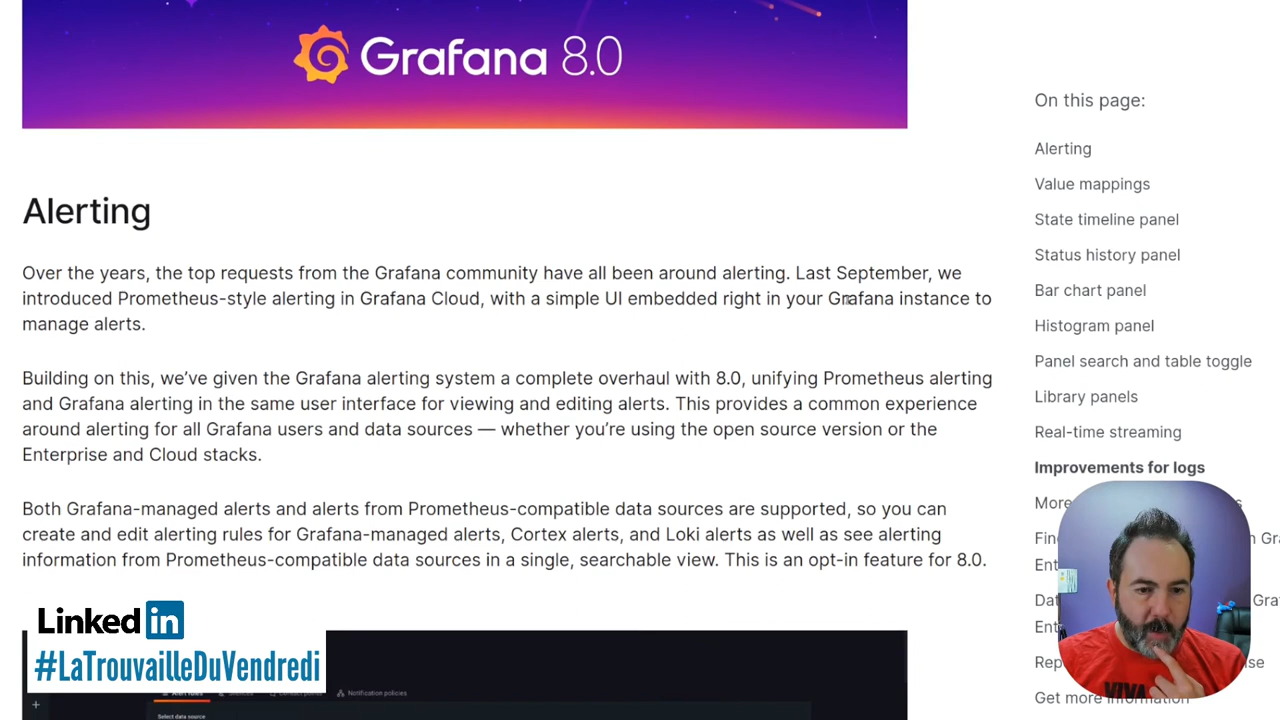 Grafana 8.0
Alerting
Over the years, the top requests from the Grafana community have all been around alerting. Last September, we
introduced Prometheus-style alerting in Grafana Cloud, with a simple UI embedded right in your Grafana instance to
manage alerts.
Building on this, we’ve given the Grafana alerting system a complete overhaul with 8.0, unifying Prometheus alerting
and Grafana alerting in the same user interface for viewing and editing alerts. This provides a common experience
around alerting for all Grafana users and data sources — whether you’re using the open source version or the
Enterprise and Cloud stacks.
Both Grafana-managed alerts and alerts from Prometheus-compatible data sources are supported, so you can
create and edit alerting rules for Grafana-managed alerts, Cortex alerts, and Loki alerts as well as see alerting
information from Prometheus-compatible data sources in a single, searchable view. This is an opt-in feature for 8.0.
On this page:
Alerting
Value mappings
State timeline panel
Status history panel
Bar chart panel
Histogram panel
Panel search and table toggle
Library panels
Real-time streaming
Improvements for logs
More
Get more information
Linked in
#LaTrouvailleDuVendredi
Notification policies
Select data source
VIVA